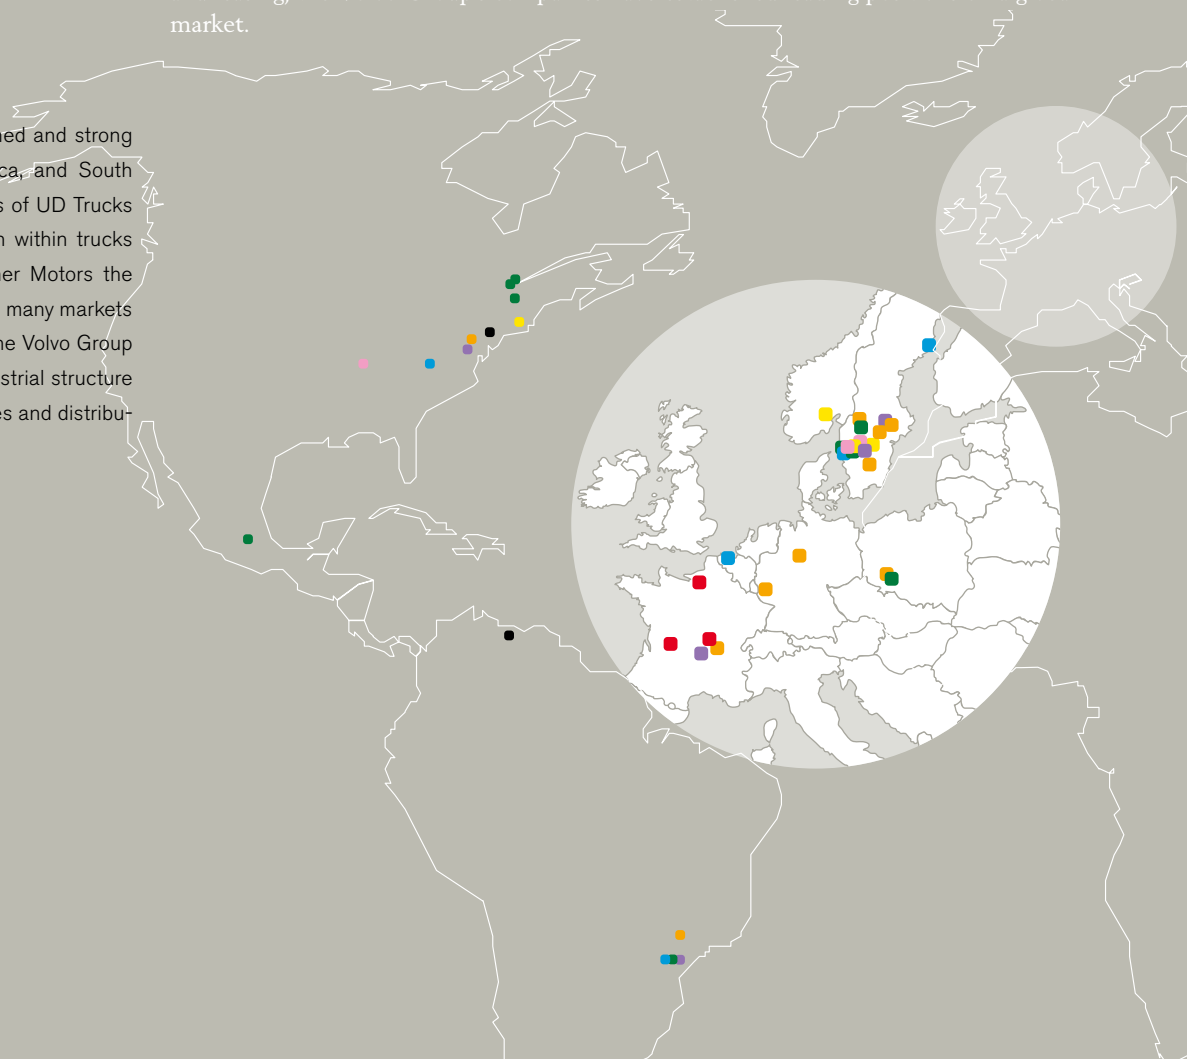 market.
ned and strong
ca, and South
s of UD Trucks
n within trucks
her Motors the
many markets
he Volvo Group
strial structure
es and distribu-